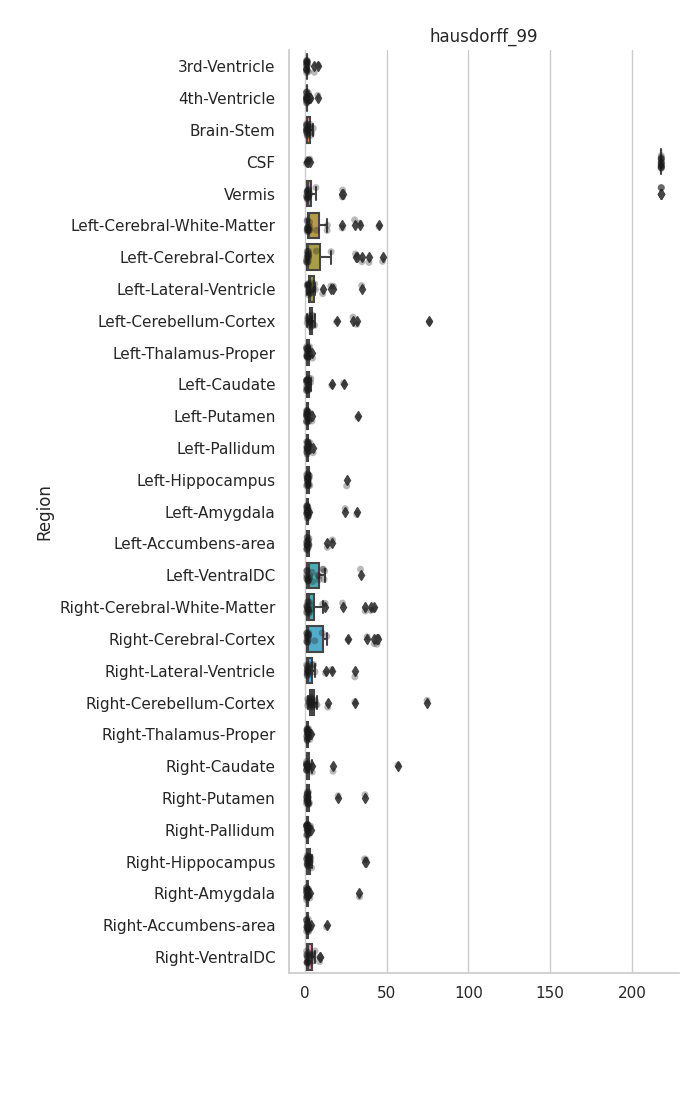 hausdorff_99
3rd-Ventricle
4th-Ventricle
Brain-Stem
CSF
Vermis
Left-Cerebral-White-Matter
Left-Cerebral-Cortex
Left-Lateral-Ventricle
Left-Cerebellum-Cortex
Left-Thalamus-Proper
Left-Caudate
Left-Putamen
Left-Pallidum
Left-Hippocampus
Left-Amygdala
Left-Accumbens-area
Left-VentralDC
Right-Cerebral-White-Matter
Right-Cerebral-Cortex
Right-Lateral-Ventricle
Right-Cerebellum-Cortex
Right-Thalamus-Proper
Right-Caudate
Right-Putamen
Right-Pallidum
Right-Hippocampus
Right-Amygdala
Right-Accumbens-area
Right-VentralDC
Region
0 50 100 150 200